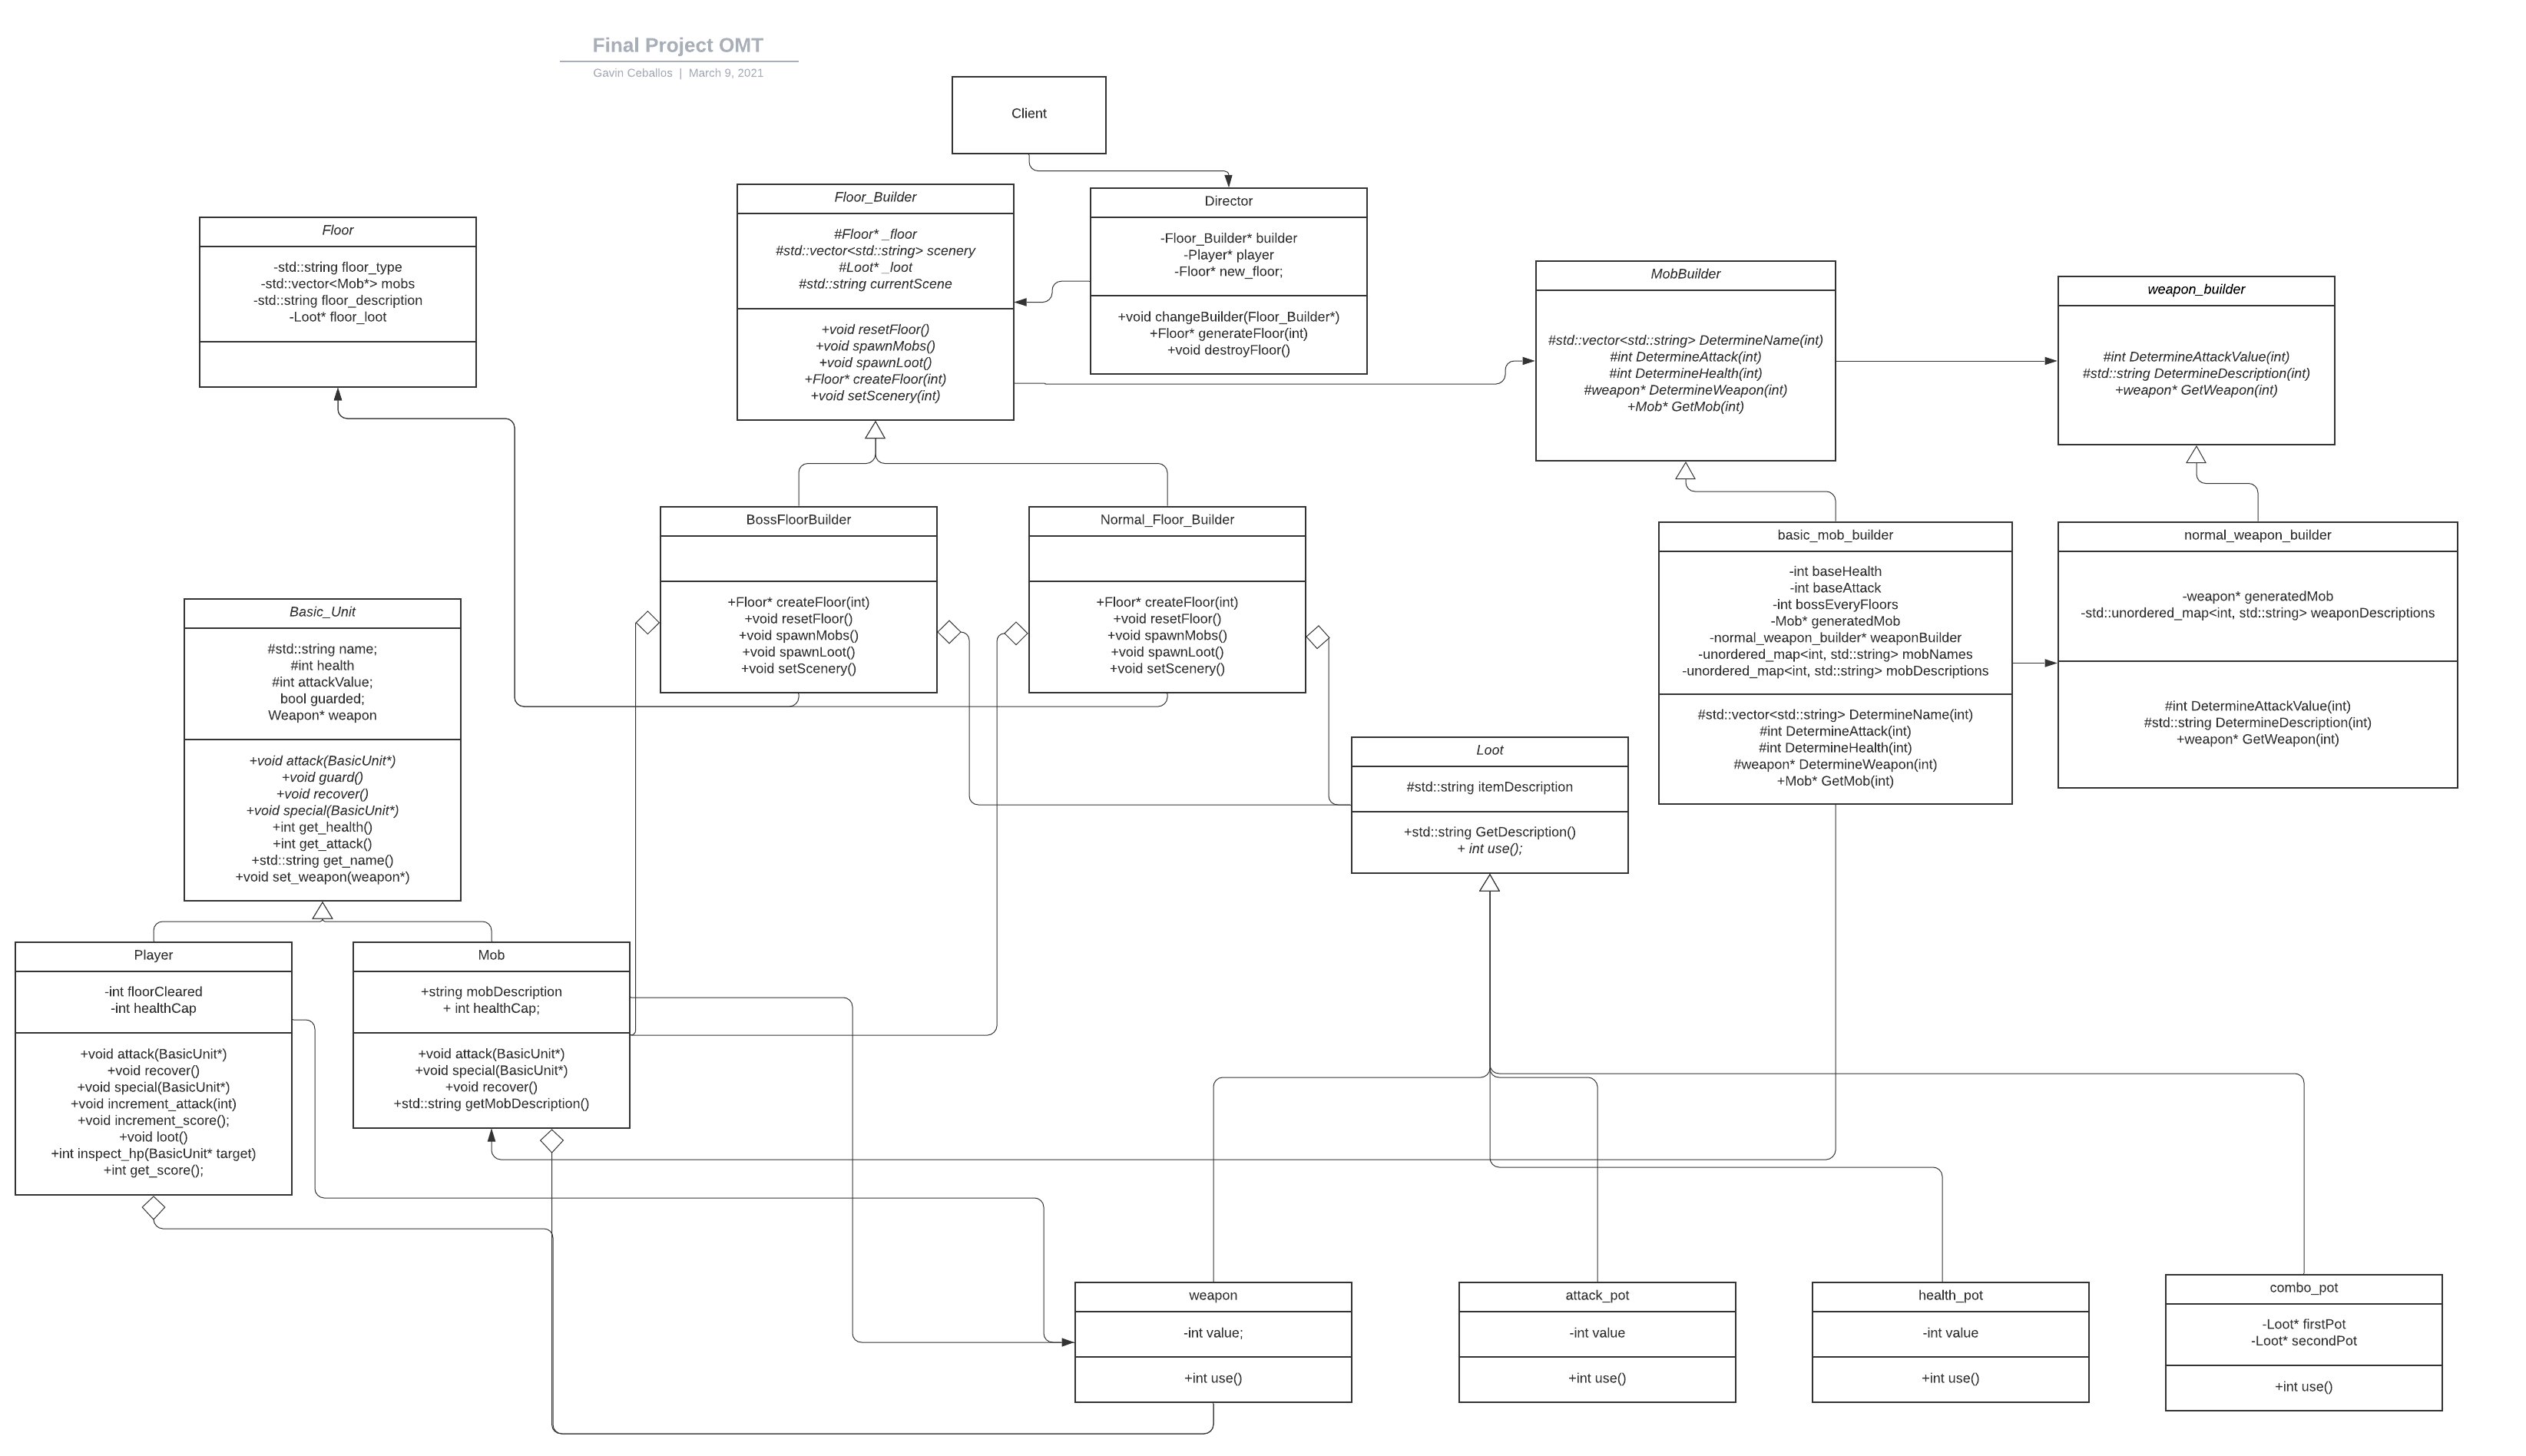 Final Project OMT
Gavin Ceballos | March 9, 2021
Client
Floor_Builder
#Floor* _floor
#std::vector<std::string> scenery
#Loot* _loot
#std::string currentScene
+void resetFloor()
+void spawnMobs()
+void spawnLoot()
+Floor* createFloor(int)
+void setScenery(int)
Director
-Floor_Builder* builder
-Player* player
-Floor* new_floor;
+void changeBuilder(Floor_Builder*)
+Floor* generateFloor(int)
+void destroyFloor()
Floor
-std::string floor_type
-std::vector<Mob*> mobs
-std::string floor_description
-Loot* floor_loot
MobBuilder
#std::vector<std::string> DetermineName(int)
#int DetermineAttack(int)
#int DetermineHealth(int)
#weapon* DetermineWeapon(int)
+Mob* GetMob(int)
weapon_builder
#int DetermineAttackValue(int)
#std::string DetermineDescription(int)
+weapon* GetWeapon(int)
BossFloorBuilder
+Floor* createFloor(int)
+void resetFloor()
+void spawnMobs()
+void spawnLoot()
+void setScenery()
Normal_Floor_Builder
+Floor* createFloor(int)
+void resetFloor()
+void spawnMobs()
+void spawnLoot()
+void setScenery()
basic_mob_builder
-int baseHealth
-int baseAttack
-int bossEveryFloors
-Mob* generatedMob
-normal_weapon_builder* weaponBuilder
-unordered_map<int, std::string> mobNames
-unordered_map<int, std::string> mobDescriptions
#std::vector<std::string> DetermineName(int)
#int DetermineAttack(int)
#int DetermineHealth(int)
#weapon* DetermineWeapon(int)
+Mob* GetMob(int)
normal_weapon_builder
-weapon* generatedMob
-std::unordered_map<int, std::string> weaponDescriptions
#int DetermineAttackValue(int)
#std::string DetermineDescription(int)
+weapon* GetWeapon(int)
Basic_Unit
#std::string name;
#int health
#int attackValue;
bool guarded;
Weapon* weapon
+void attack(BasicUnit*)
+void guard()
+void recover()
+void special(BasicUnit*)
+int get_health()
+int get_attack()
+std::string get_name()
+void set_weapon(weapon*)
Loot
#std::string itemDescription
+std::string GetDescription()
+ int use();
Player
-int floorCleared
-int healthCap
+void attack(BasicUnit*)
+void recover()
+void special(BasicUnit*)
+void increment_attack(int)
+void increment_score();
+void loot()
+int inspect_hp(BasicUnit* target)
+int get_score();
Mob
+string mobDescription
+ int healthCap;
+void attack(BasicUnit*)
+void special(BasicUnit*)
+void recover()
+std::string getMobDescription()
weapon
-int value;
+int use()
attack_pot
-int value
+int use()
health_pot
-int value
+int use()
combo_pot
-Loot* firstPot
-Loot* secondPot
+int use()